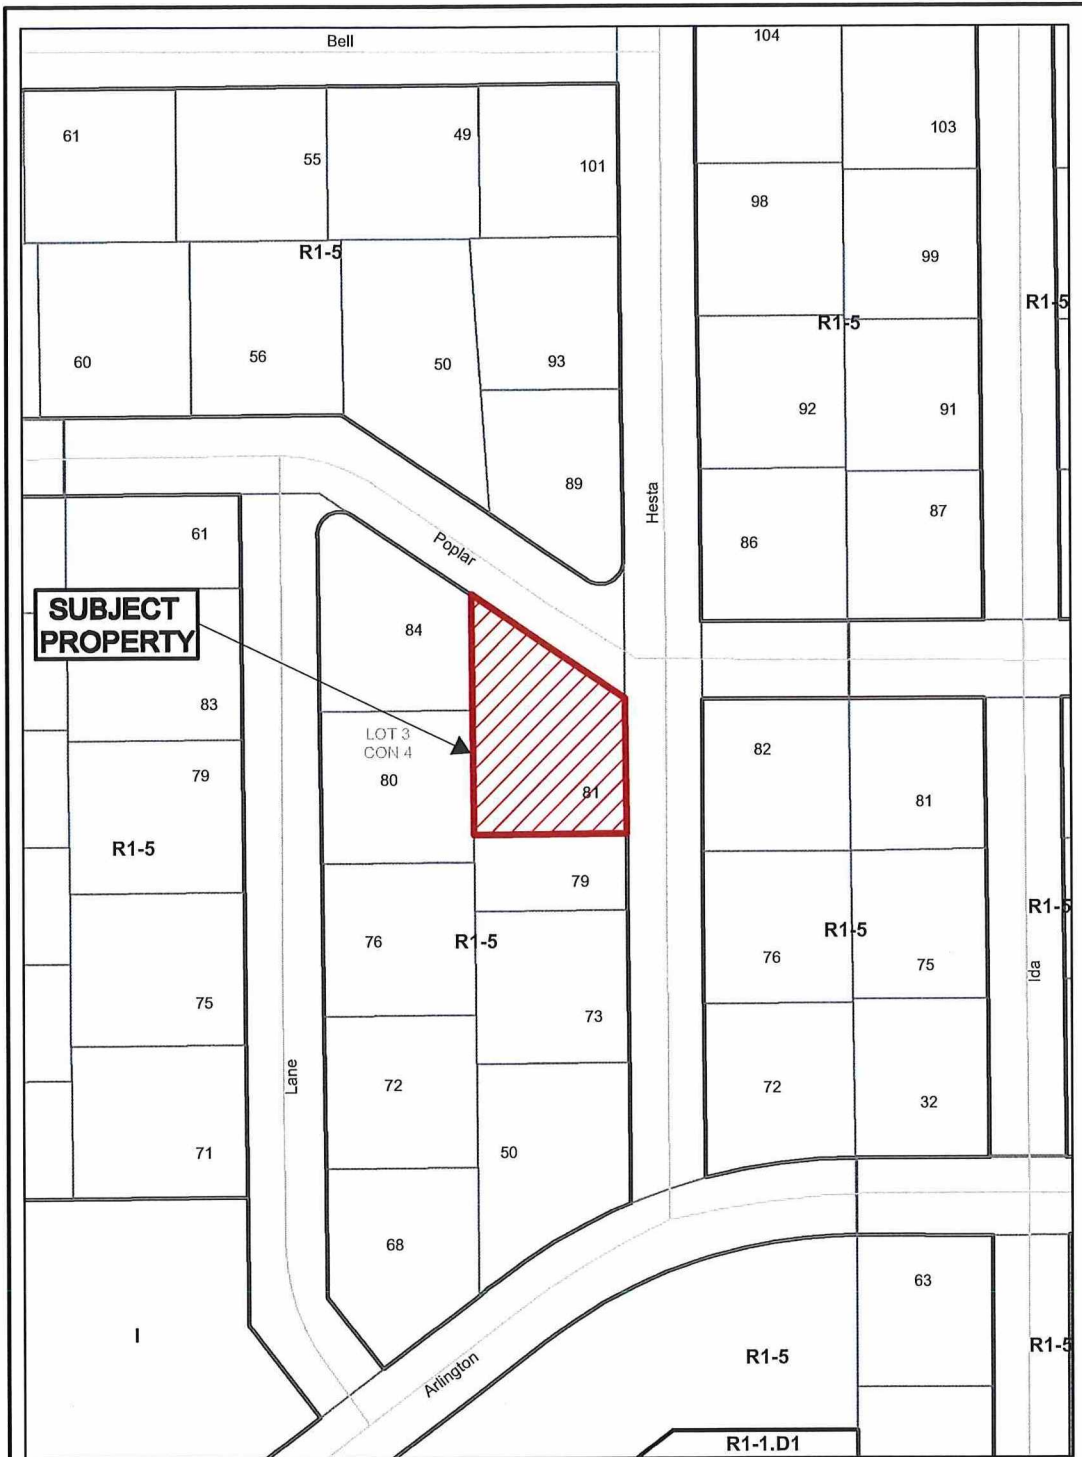 Bell
104
61
55
49
101
103
98
R1-5
99
R1-5
R1-5
60
56
50
93
92
91
89
Hesta
87
86
61
Poplar
SUBJECT
PROPERTY
84
83
LOT 3
CON 4
82
79
80
81
81
R1-5
79
R1-5
76
R1-5
R1-5
76
75
Ida
75
73
Lane
72
72
32
71
50
68
63
I
R1-5
R1-5
Arlington
R1-1.D1